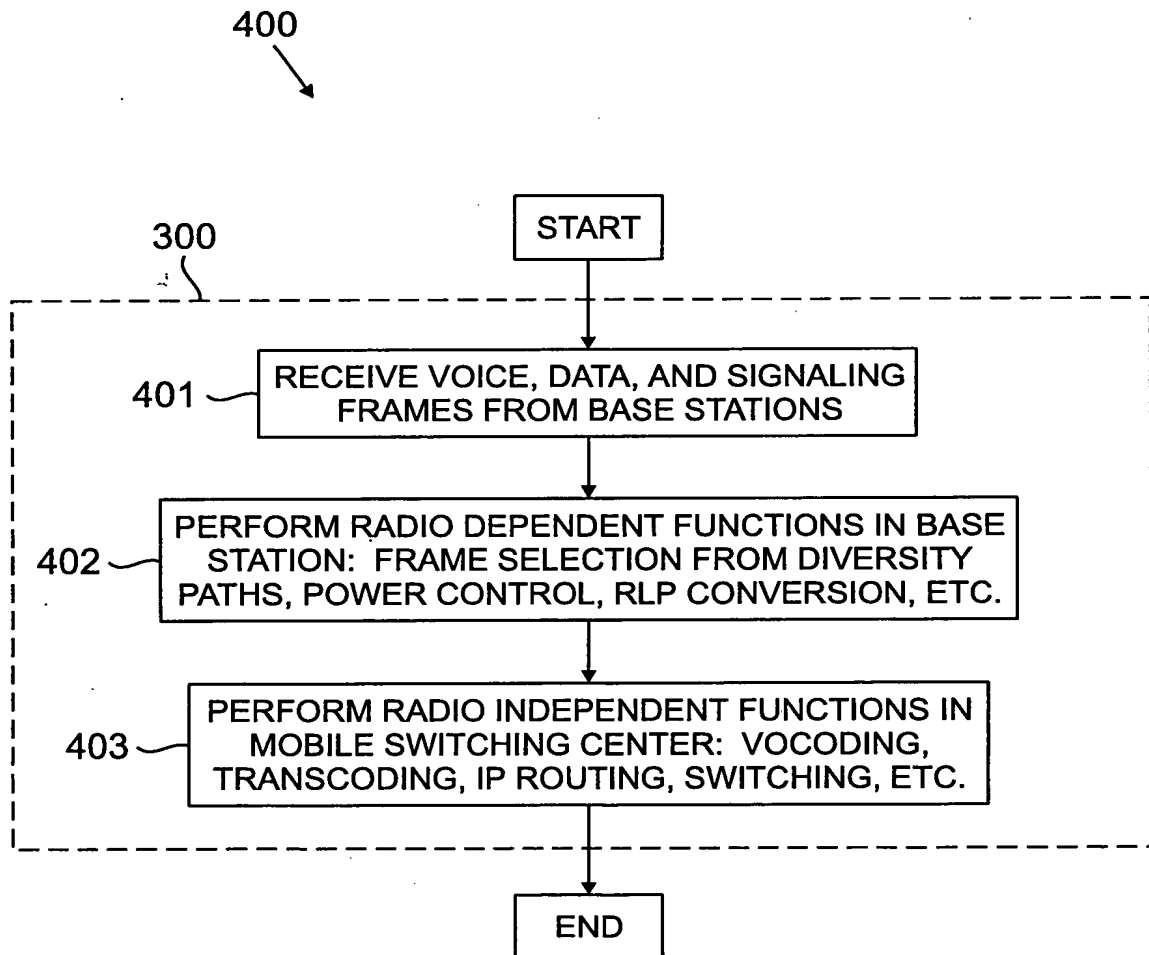 400
START
300
401
RECEIVE VOICE, DATA, AND SIGNALING
FRAMES FROM BASE STATIONS
402
PERFORM RADIO DEPENDENT FUNCTIONS IN BASE
STATION: FRAME SELECTION FROM DIVERSITY
PATHS, POWER CONTROL, RLP CONVERSION, ETC.
403
PERFORM RADIO INDEPENDENT FUNCTIONS IN
MOBILE SWITCHING CENTER: VOCODING,
TRANSCODING, IP ROUTING, SWITCHING, ETC.
END